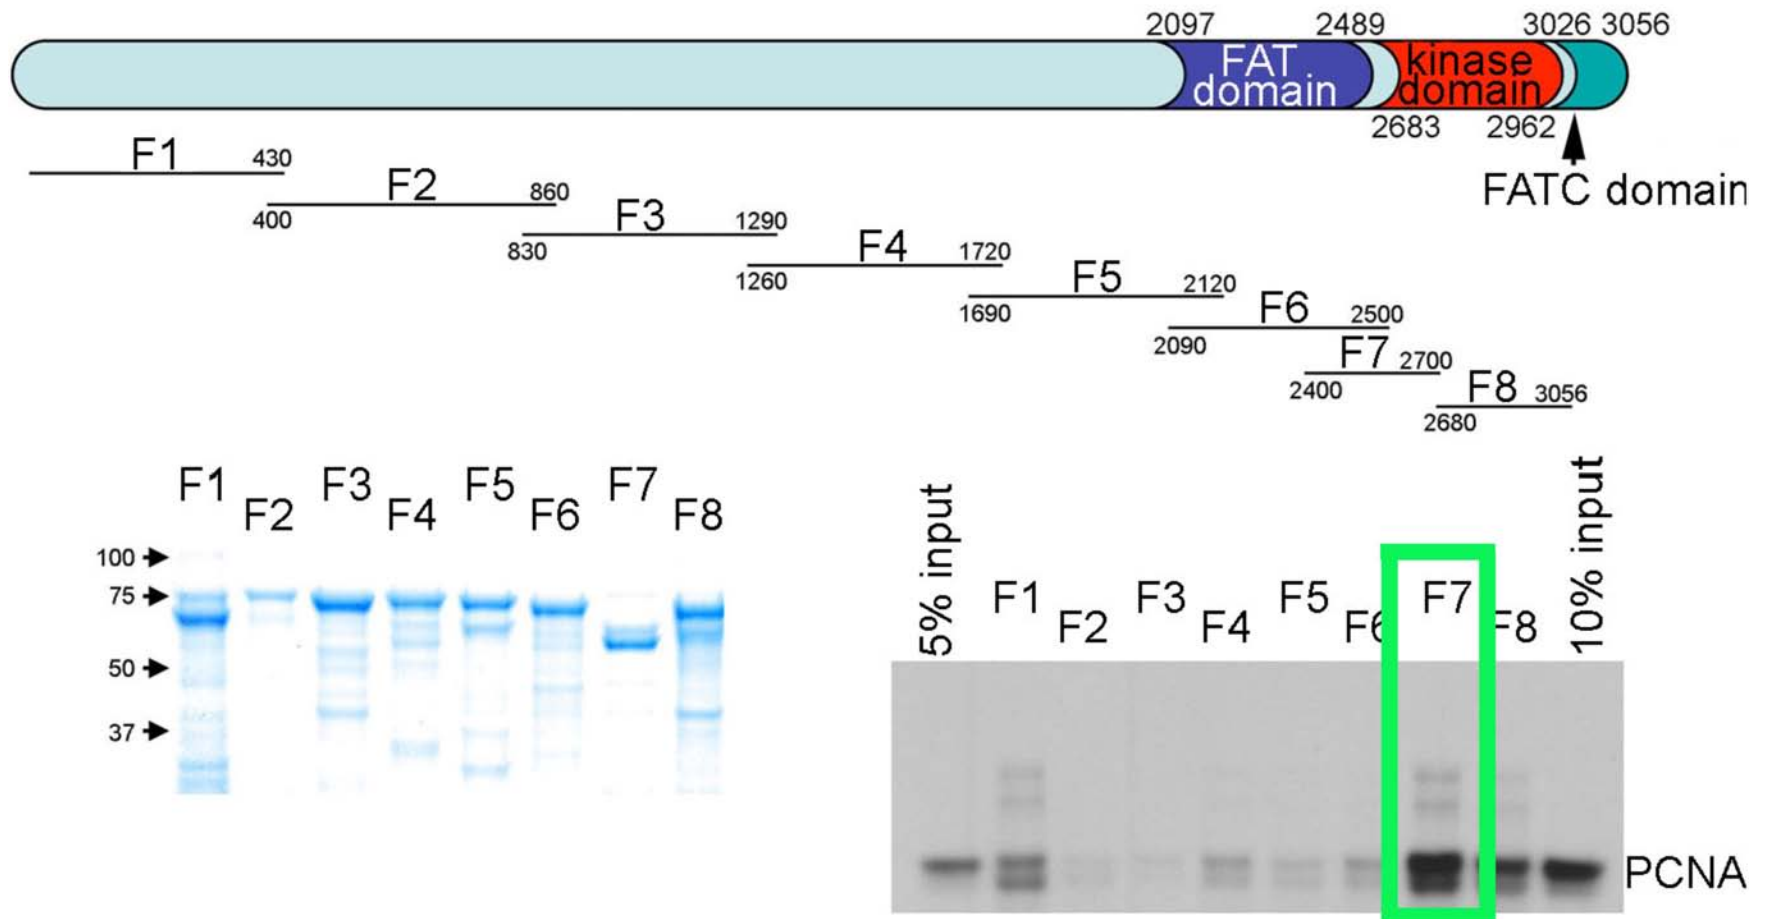 2097 2489 3026 3056
FAT domain
kinase domain
2683 2962
FATC domain
F1 430
F2 860
400
F3 1290
830
F4 1720
1260
F5 2120
1690
F6 2500
2090
F7 2700
2400
F8 3056
2680
F1 F2 F3 F4 F5 F6 F7 F8
100
75
50
37
5% input F1 F2 F3 F4 F5 F6 F7 F8 10% input
PCNA